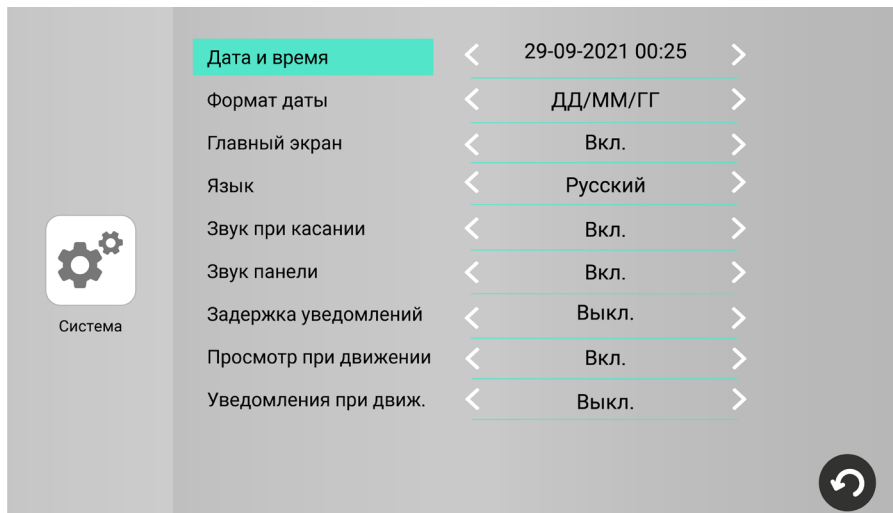 Дата и время 29-09-2021 00:25
Формат даты ДД/ММ/ГГ
Главный экран Вкл.
Язык Русский
Звук при касании Вкл.
Звук панели Вкл.
Задержка уведомлений Выкл.
Просмотр при движении Вкл.
Уведомления при движ. Выкл.
Система